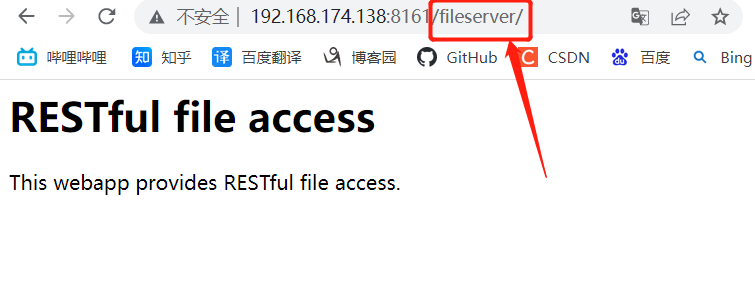 不安全 | 192.168.174.138:8161/fileserver/
哔哩哔哩 知 知乎 译 百度翻译 博客园 GitHub C CSDN 百度 Bing
RESTful file access
This webapp provides RESTful file access.